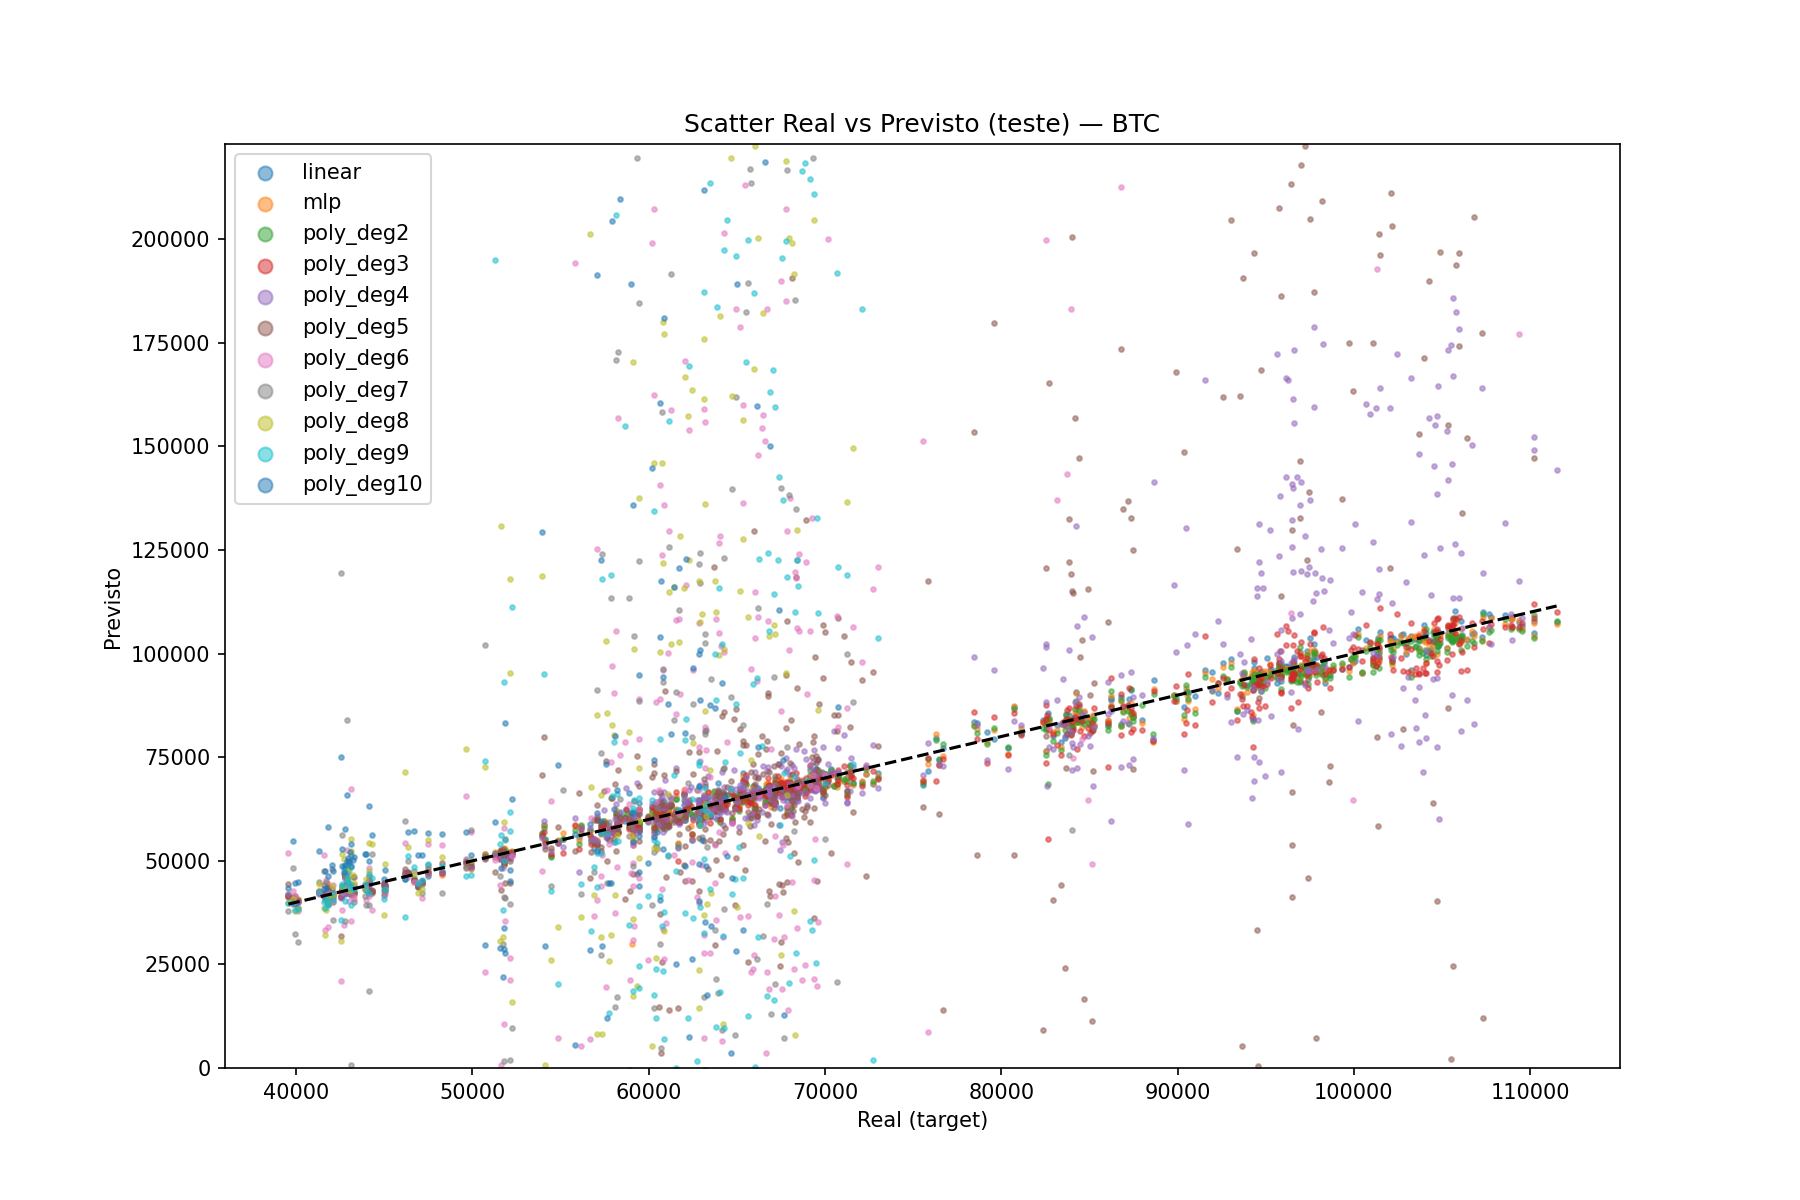 Scatter Real vs Previsto (teste) — BTC
linear
mlp
poly_deg2
poly_deg3
poly_deg4
poly_deg5
poly_deg6
poly_deg7
poly_deg8
poly_deg9
poly_deg10
200000
175000
150000
125000
100000
75000
50000
25000
0
Previsto
40000 50000 60000 70000 80000 90000 100000 110000
Real (target)